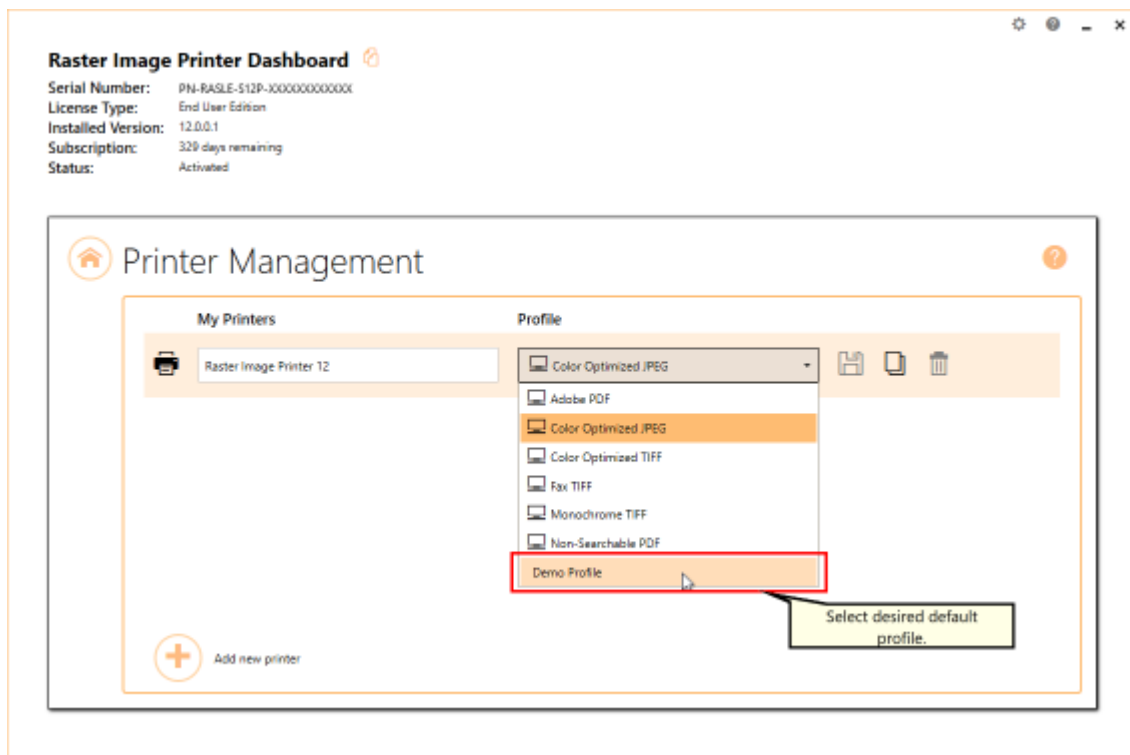 Raster Image Printer Dashboard
Serial Number: PN-RASLE-S12P-XXXXXXXXXXXX
License Type: End User Edition
Installed Version: 12.0.0.1
Subscription: 329 days remaining
Status: Activated
Printer Management
?
My Printers Profile
Raster Image Printer 12 Color Optimized JPEG
Adobe PDF
Color Optimized JPEG
Color Optimized TIFF
Fax TIFF
Monochrome TIFF
Non-Searchable PDF
Demo Profile
Select desired default
profile.
Add new printer